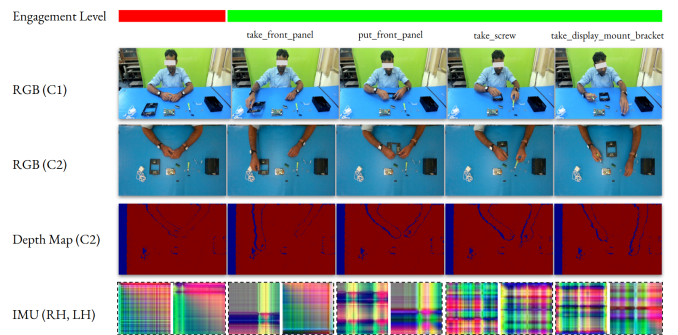 Engagement Level
take_front_panel put_front_panel take_screw take_display_mount_bracket
RGB (C1)
RGB (C2)
Depth Map (C2)
IMU (RH, LH)